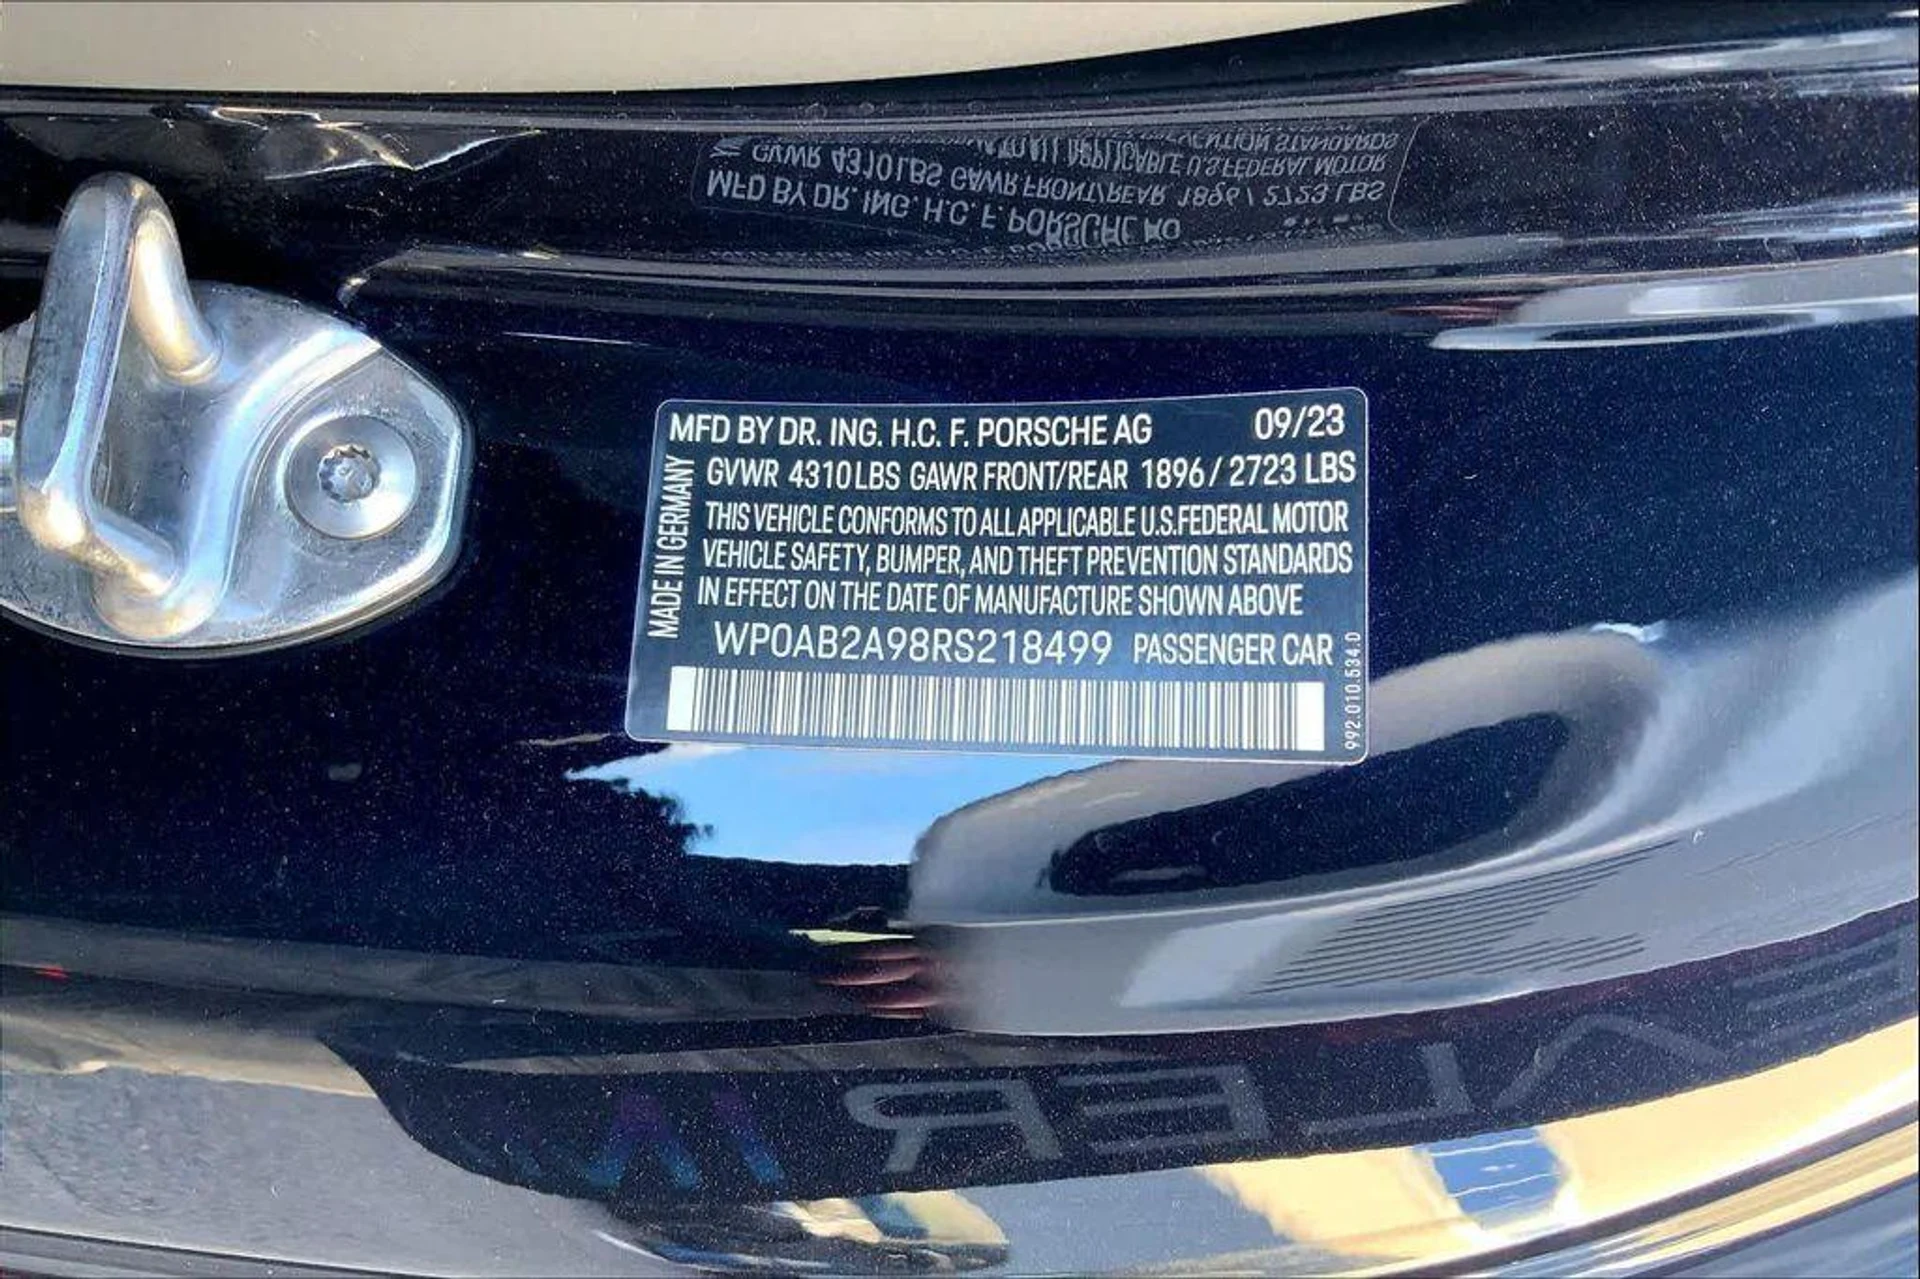 MFD BY DR. ING. H.C. F. PORSCHE AG 09/23
GVWR 4310LBS GAWR FRONT/REAR 1896 / 2723 LBS
THIS VEHICLE CONFORMS TO ALL APPLICABLE U.S.FEDERAL MOTOR
VEHICLE SAFETY, BUMPER, AND THEFT PREVENTION STANDARDS
IN EFFECT ON THE DATE OF MANUFACTURE SHOWN ABOVE
WP0AB2A98RS218499 PASSENGER CAR
MADE IN GERMANY
992.010.534.0